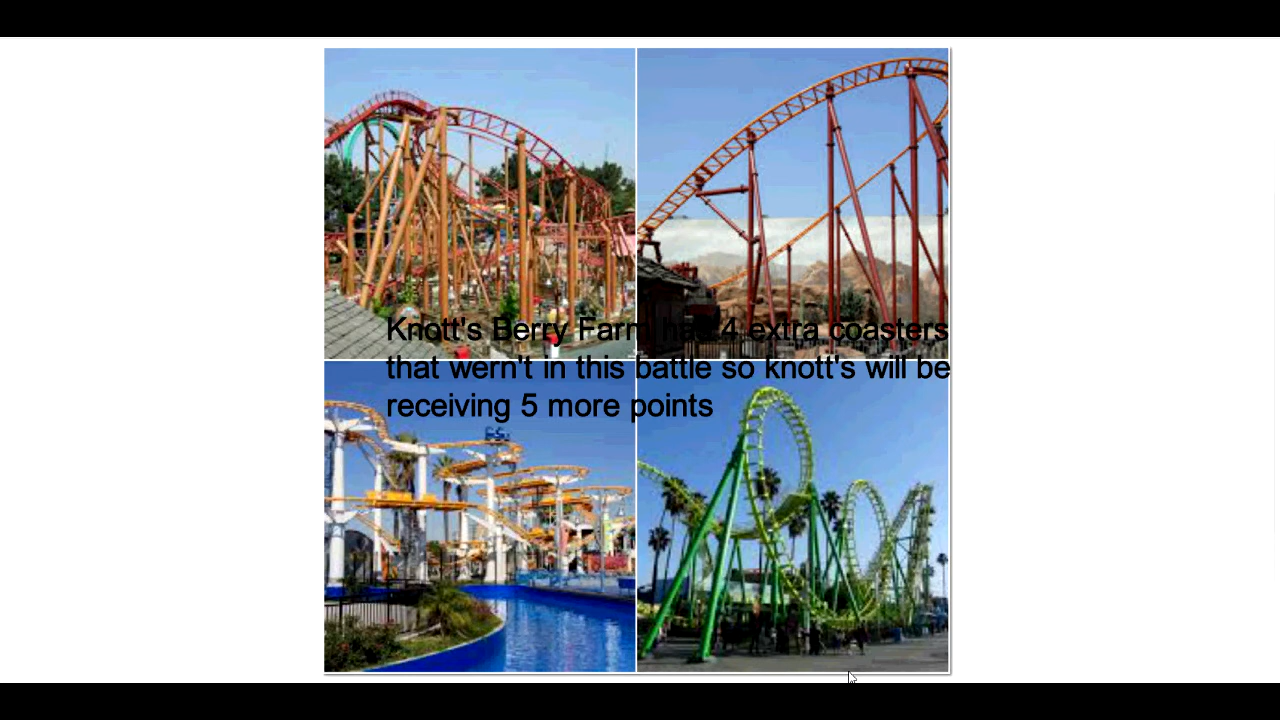 Knott's Berry Farm has 4 extra coasters
that wern't in this battle so knott's will be
receiving 5 more points